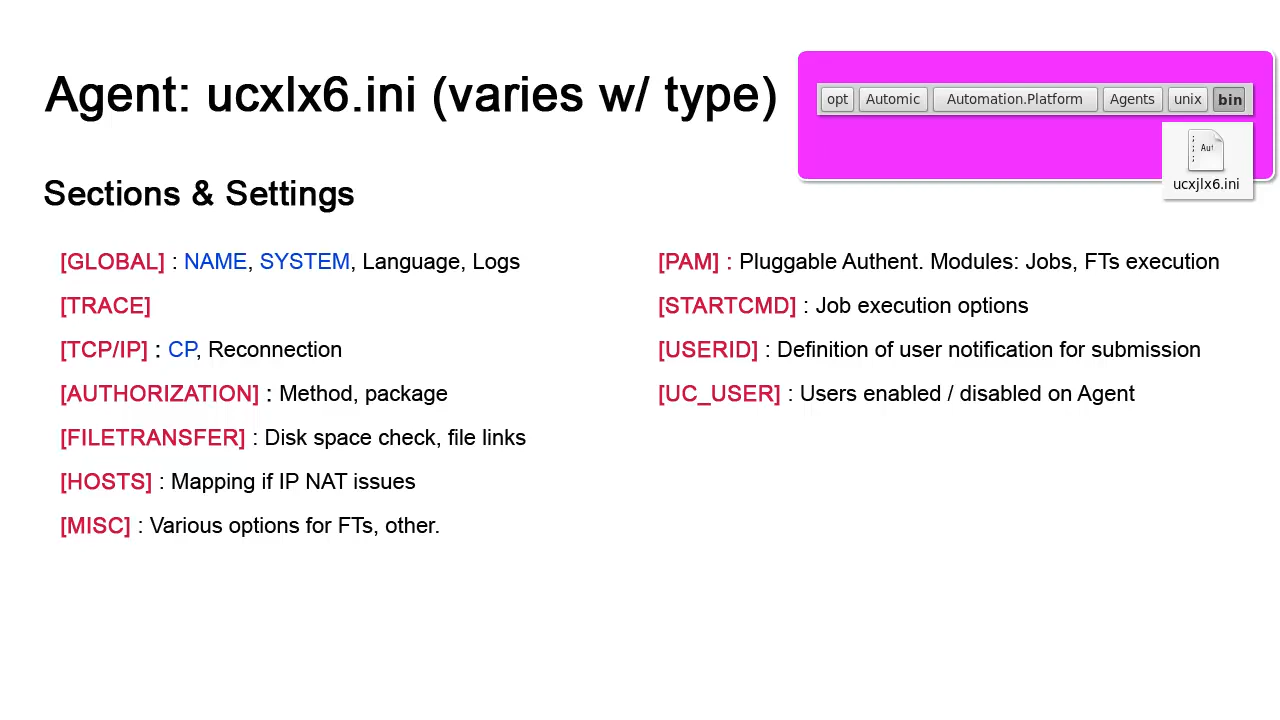 Agent: ucxlx6.ini (varies w/ type)
opt Automic Automation.Platform Agents unix bin
; Aut
;
;
ucxjlx6.ini
Sections & Settings
[GLOBAL] : NAME, SYSTEM, Language, Logs
[TRACE]
[TCP/IP] : CP, Reconnection
[AUTHORIZATION] : Method, package
[FILETRANSFER] : Disk space check, file links
[HOSTS] : Mapping if IP NAT issues
[MISC] : Various options for FTs, other.
[PAM] : Pluggable Authent. Modules: Jobs, FTs execution
[STARTCMD] : Job execution options
[USERID] : Definition of user notification for submission
[UC_USER] : Users enabled / disabled on Agent